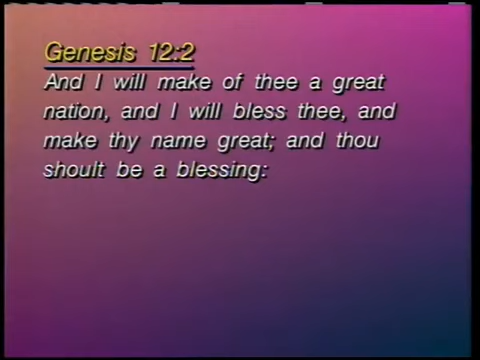 Genesis 12:2
And I will make of thee a great
nation, and I will bless thee, and
make thy name great; and thou
shoult be a blessing: